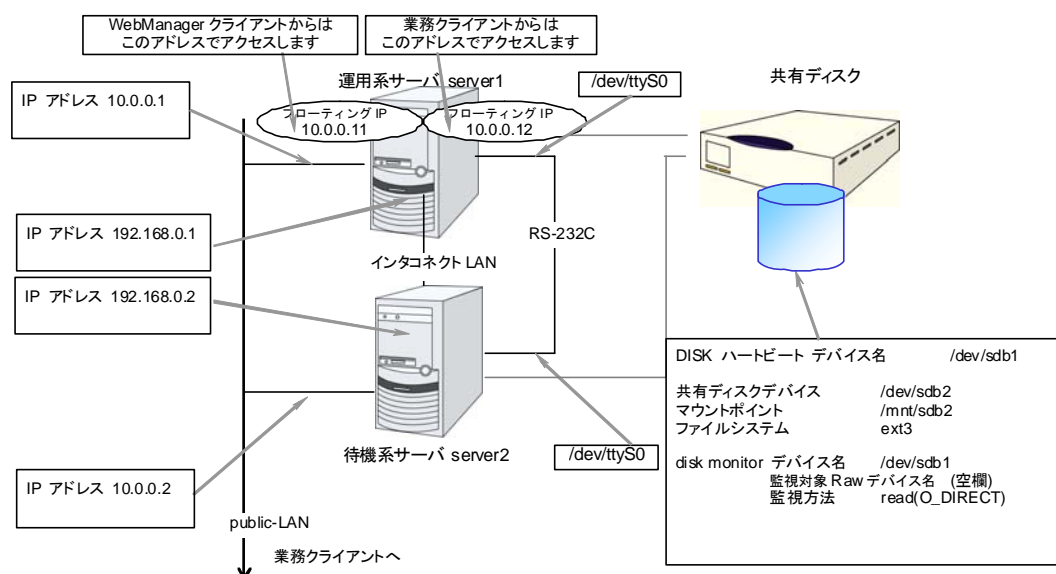 WebManager クライアントからは
このアドレスでアクセスします
業務クライアントからは
このアドレスでアクセスします
運用系サーバ server1
/dev/ttyS0
共有ディスク
IP アドレス 10.0.0.1
フローティング IP
10.0.0.11
フローティング IP
10.0.0.12
IP アドレス 192.168.0.1
RS-232C
インタコネクト LAN
IP アドレス 192.168.0.2
DISK ハートビート デバイス名 /dev/sdb1
共有ディスクデバイス /dev/sdb2
マウントポイント /mnt/sdb2
ファイルシステム ext3
disk monitor デバイス名 /dev/sdb1
監視対象 Raw デバイス名 (空欄)
監視方法 read(O_DIRECT)
待機系サーバ server2
/dev/ttyS0
IP アドレス 10.0.0.2
public-LAN
業務クライアントへ